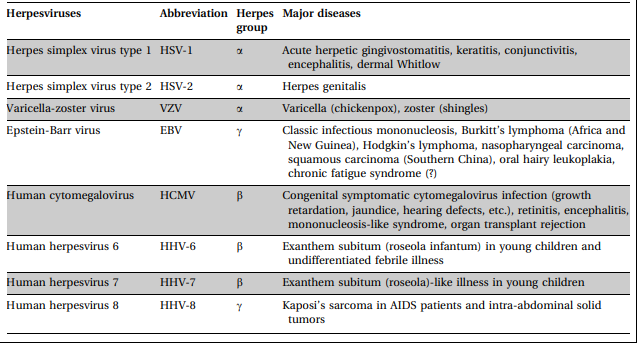 Herpesviruses Abbreviation Herpes Major diseases
group
Herpes simplex virus type 1 HSV-1 α Acute herpetic gingivostomatitis, keratitis, conjunctivitis,
encephalitis, dermal Whitlow
Herpes simplex virus type 2 HSV-2 α Herpes genitalis
Varicella-zoster virus VZV α Varicella (chickenpox), zoster (shingles)
Epstein-Barr virus EBV γ Classic infectious mononucleosis, Burkitt's lymphoma (Africa and
New Guinea), Hodgkin's lymphoma, nasopharyngeal carcinoma,
squamous carcinoma (Southern China), oral hairy leukoplakia,
chronic fatigue syndrome (?)
Human cytomegalovirus HCMV β Congenital symptomatic cytomegalovirus infection (growth
retardation, jaundice, hearing defects, etc.), retinitis, encephalitis,
mononucleosis-like syndrome, organ transplant rejection
Human herpesvirus 6 HHV-6 β Exanthem subitum (roseola infantum) in young children and
undifferentiated febrile illness
Human herpesvirus 7 HHV-7 β Exanthem subitum (roseola)-like illness in young children
Human herpesvirus 8 HHV-8 γ Kaposi's sarcoma in AIDS patients and intra-abdominal solid
tumors